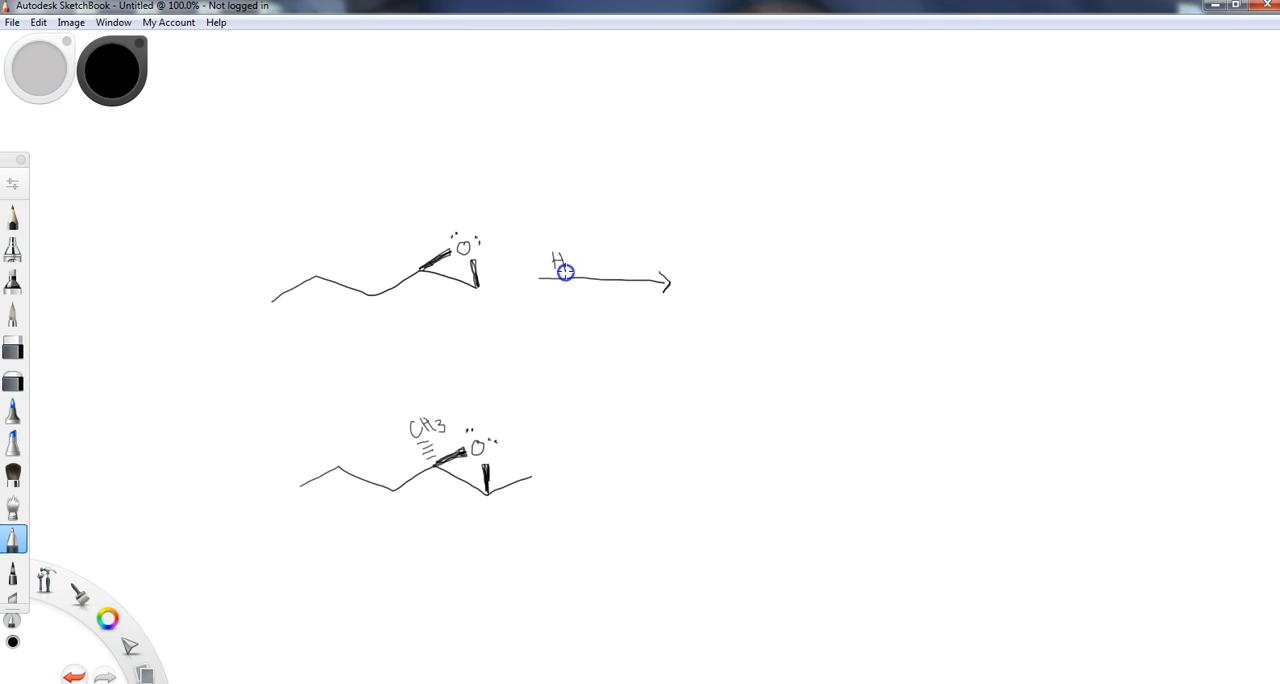 Autodesk SketchBook - Untitled @ 100.0% - Not logged in
File Edit Image Window My Account Help
O
H
CH3
O